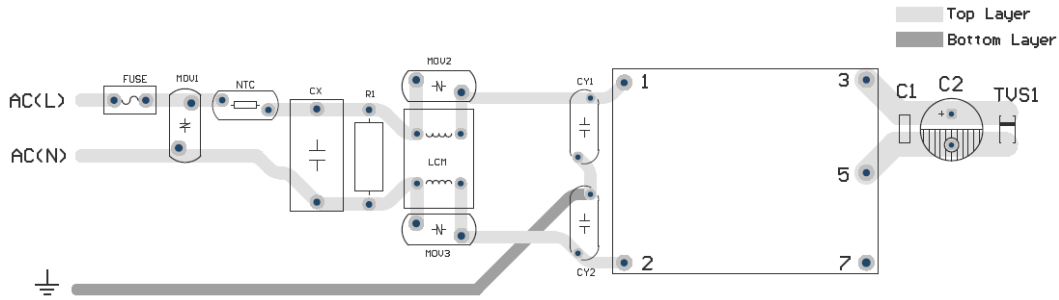 Top Layer
Bottom Layer
FUSE
MOV1
NTC
CX
R1
MOV2
CY1
1
3
C1
C2
TVS1
AC(L)
+
AC(N)
LCM
5
MOV3
CY2
2
7